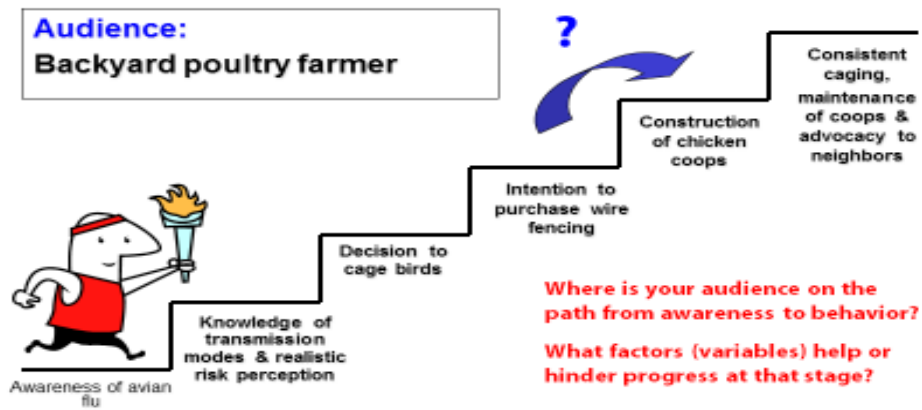 Audience:
Backyard poultry farmer
?
Consistent
caging,
maintenance
of coops &
advocacy to
neighbors
Construction
of chicken
coops
Intention to
purchase wire
fencing
Decision to
cage birds
Knowledge of
transmission
modes & realistic
risk perception
Awareness of avian
flu
Where is your audience on the
path from awareness to behavior?
What factors (variables) help or
hinder progress at that stage?